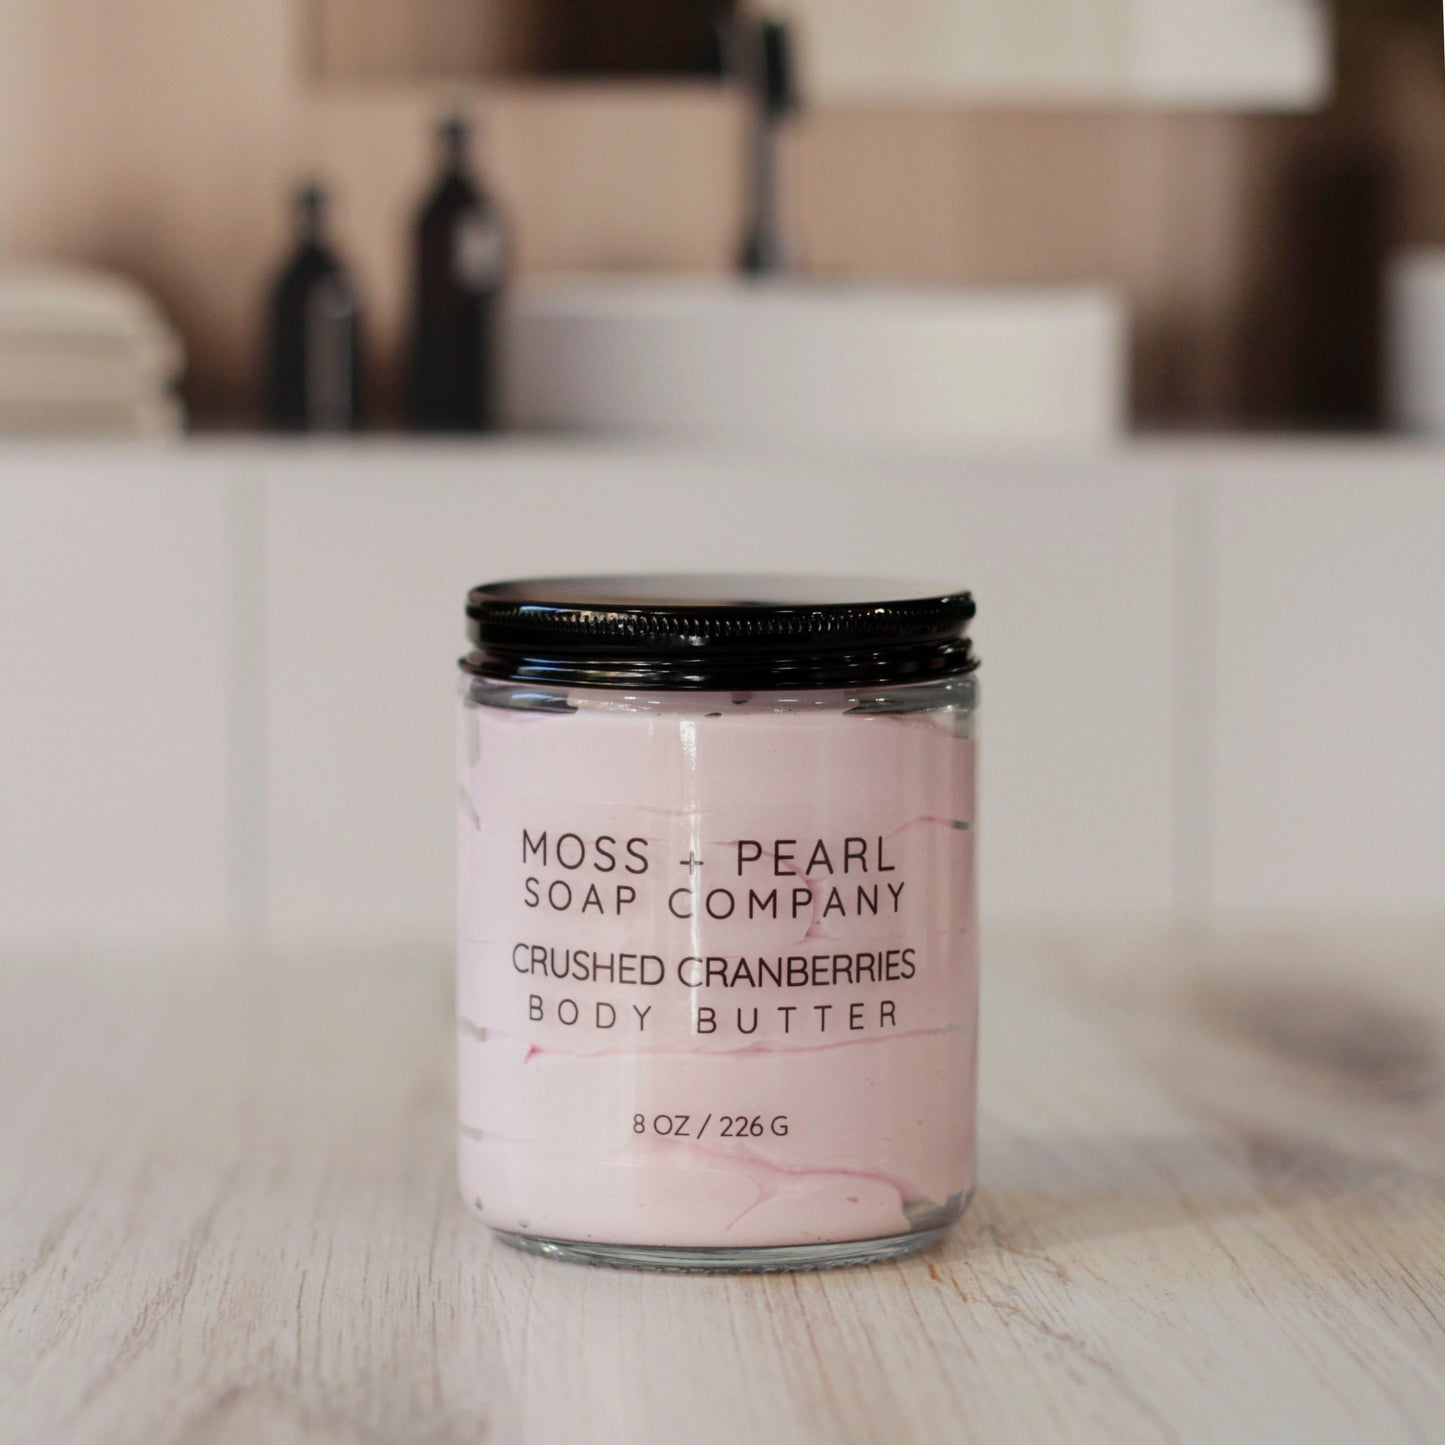 MOSS + PEARL
SOAP COMPANY
CRUSHED CRANBERRIES
BODY BUTTER
8 OZ / 226 G